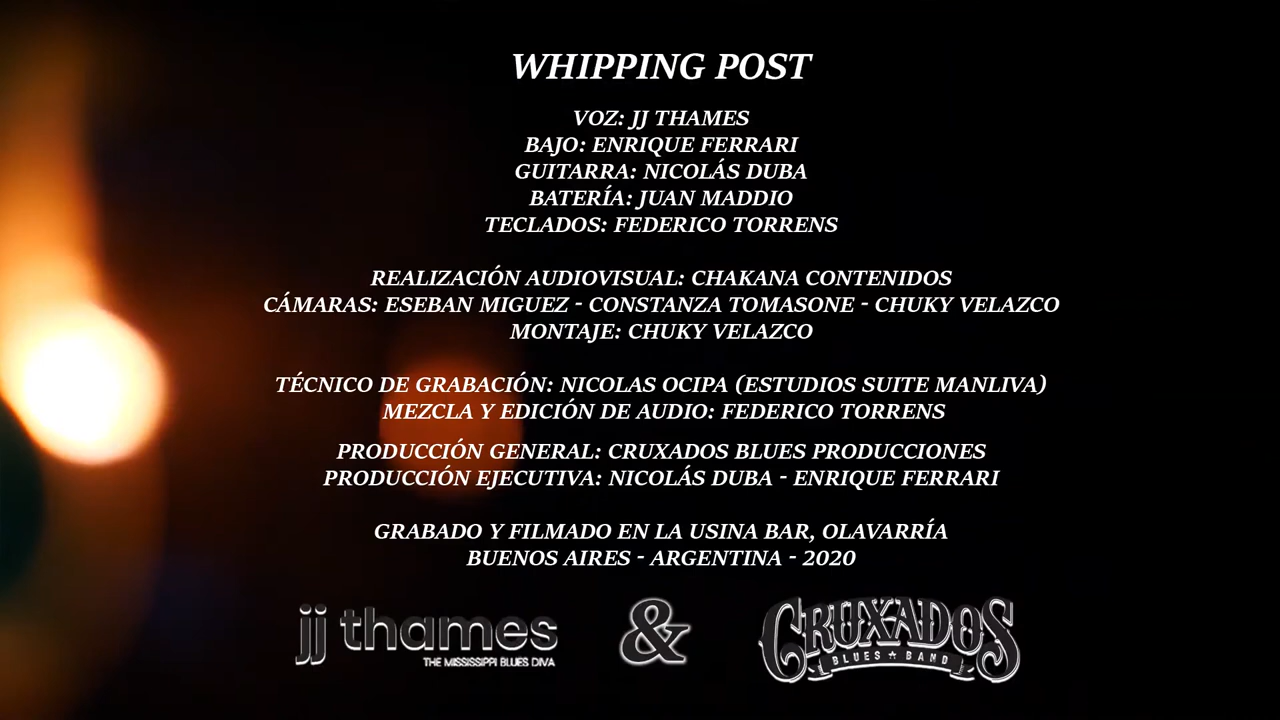 WHIPPING POST
VOZ: JJ THAMES
BAJO: ENRIQUE FERRARI
GUITARRA: NICOLÁS DUBA
BATERÍA: JUAN MADDIO
TECLADOS: FEDERICO TORRENS
REALIZACIÓN AUDIOVISUAL: CHAKANA CONTENIDOS
CÁMARAS: ESEBAN MIGUEZ - CONSTANZA TOMASONE - CHUKY VELAZCO
MONTAJE: CHUKY VELAZCO
TÉCNICO DE GRABACIÓN: NICOLAS OCIPA (ESTUDIOS SUITE MANLIVA)
MEZCLA Y EDICIÓN DE AUDIO: FEDERICO TORRENS
PRODUCCIÓN GENERAL: CRUXADOS BLUES PRODUCCIONES
PRODUCCIÓN EJECUTIVA: NICOLÁS DUBA - ENRIQUE FERRARI
GRABADO Y FILMADO EN LA USINA BAR, OLAVARRÍA
BUENOS AIRES - ARGENTINA - 2020
jj thames & CRUXADOS
THE MISSISSIPPI BLUES DIVA
BLUES ★ BAND